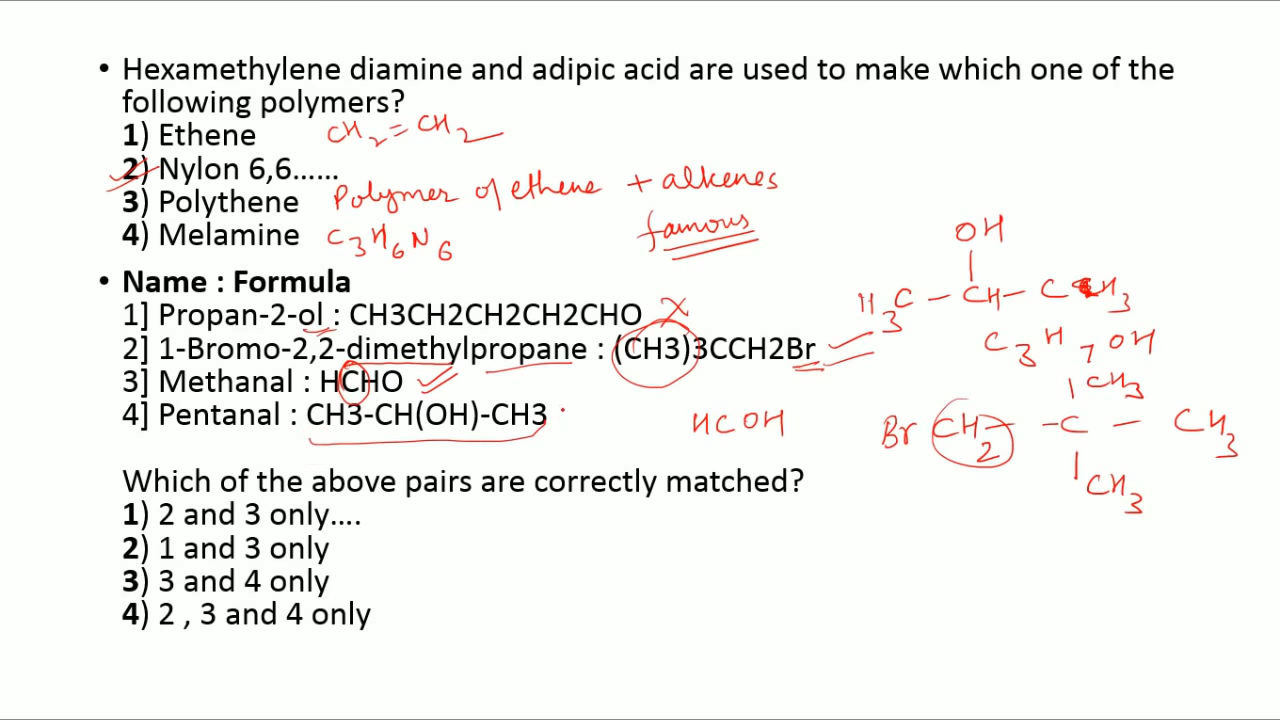 • Hexamethylene diamine and adipic acid are used to make which one of the
following polymers?
1) Ethene CH2=CH2
2) Nylon 6,6......
3) Polythene Polymer of ethene + alkenes
famous
4) Melamine C3H6N6
• Name : Formula
OH
1] Propan-2-ol : CH3CH2CH2CH2CHO X H3C - CH - CH3
2] 1-Bromo-2,2-dimethylpropane : (CH3)3CCH2Br C3H7OH
3] Methanal : HCHO
CH3
4] Pentanal : CH3-CH(OH)-CH3 HCOH Br CH2 - C - CH3
CH3
Which of the above pairs are correctly matched?
1) 2 and 3 only....
2) 1 and 3 only
3) 3 and 4 only
4) 2 , 3 and 4 only